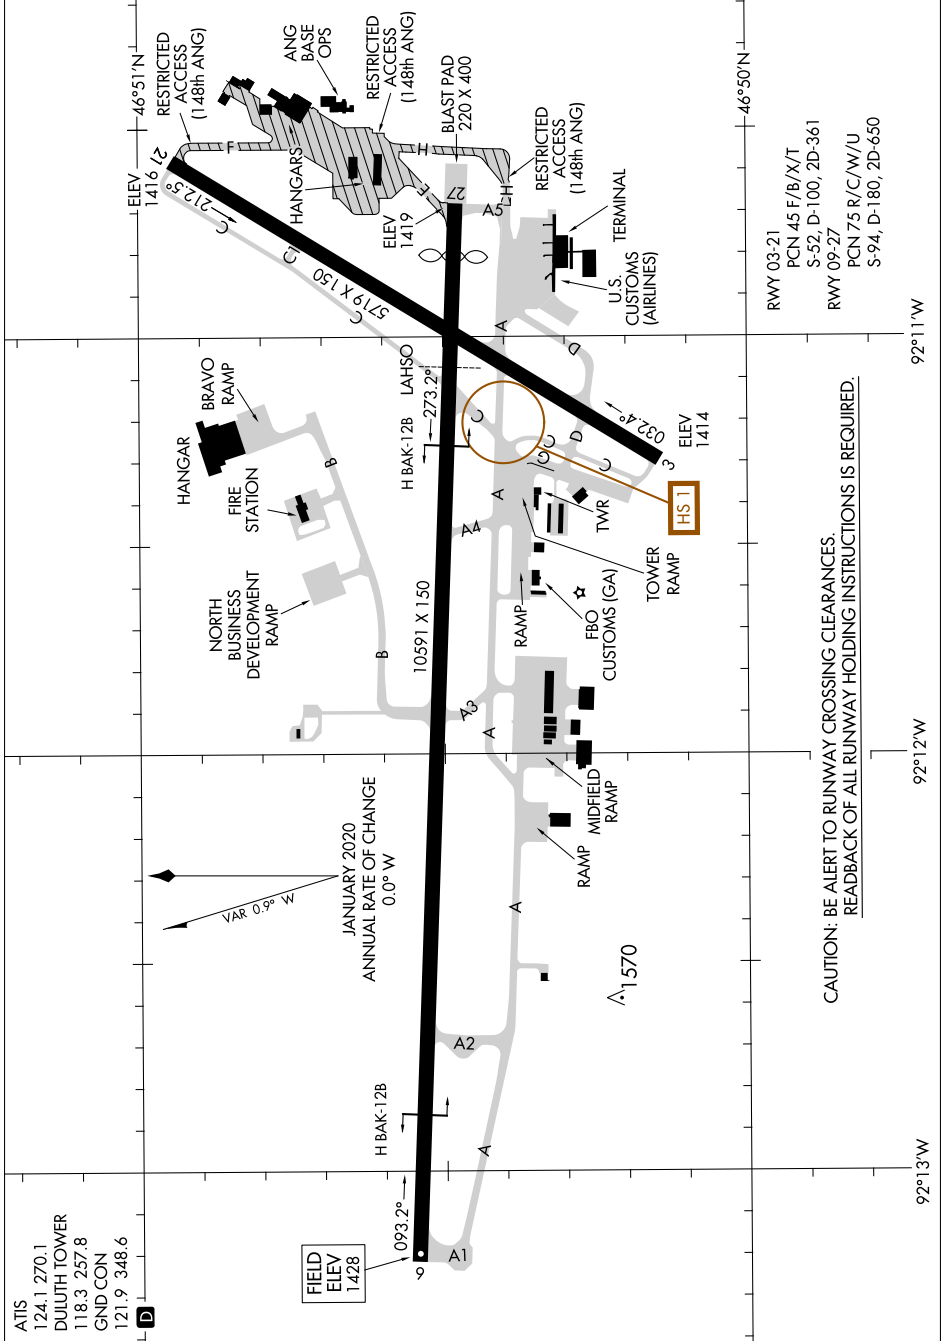 ATIS
124.1 270.1
DULUTH TOWER
118.3 257.8
GND CON
121.9 348.6
D
FIELD
ELEV
1428
9
093.2°
A1
A
H BAK-12B
A2
1570
A
VAR 0.9° W
JANUARY 2020
ANNUAL RATE OF CHANGE
0.0° W
RAMP
MIDFIELD
RAMP
A
A3
B
10591 X 150
NORTH
BUSINESS
DEVELOPMENT
RAMP
FIRE
STATION
HANGAR
BRAVO
RAMP
B
A4
A
RAMP
FBO
CUSTOMS (GA)
TOWER
RAMP
TWR
HS 1
H BAK-12B
273.2°
LAHSO
C
C
G
C
D
D
3
032.4°
ELEV
1414
A
C
C
C
5719 X 150
212.5°
21
ELEV
1416
46°51'N
RESTRICTED
ACCESS
(148th ANG)
F
HANGARS
ANG
BASE
OPS
RESTRICTED
ACCESS
(148th ANG)
H
E
ELEV
1419
27
BLAST PAD
220 X 400
A5
H
RESTRICTED
ACCESS
(148th ANG)
TERMINAL
U.S.
CUSTOMS
(AIRLINES)
46°50'N
RWY 03-21
PCN 45 F/B/X/T
S-52, D-100, 2D-361
RWY 09-27
PCN 75 R/C/W/U
S-94, D-180, 2D-650
92°11'W
92°12'W
92°13'W
CAUTION: BE ALERT TO RUNWAY CROSSING CLEARANCES.
READBACK OF ALL RUNWAY HOLDING INSTRUCTIONS IS REQUIRED.